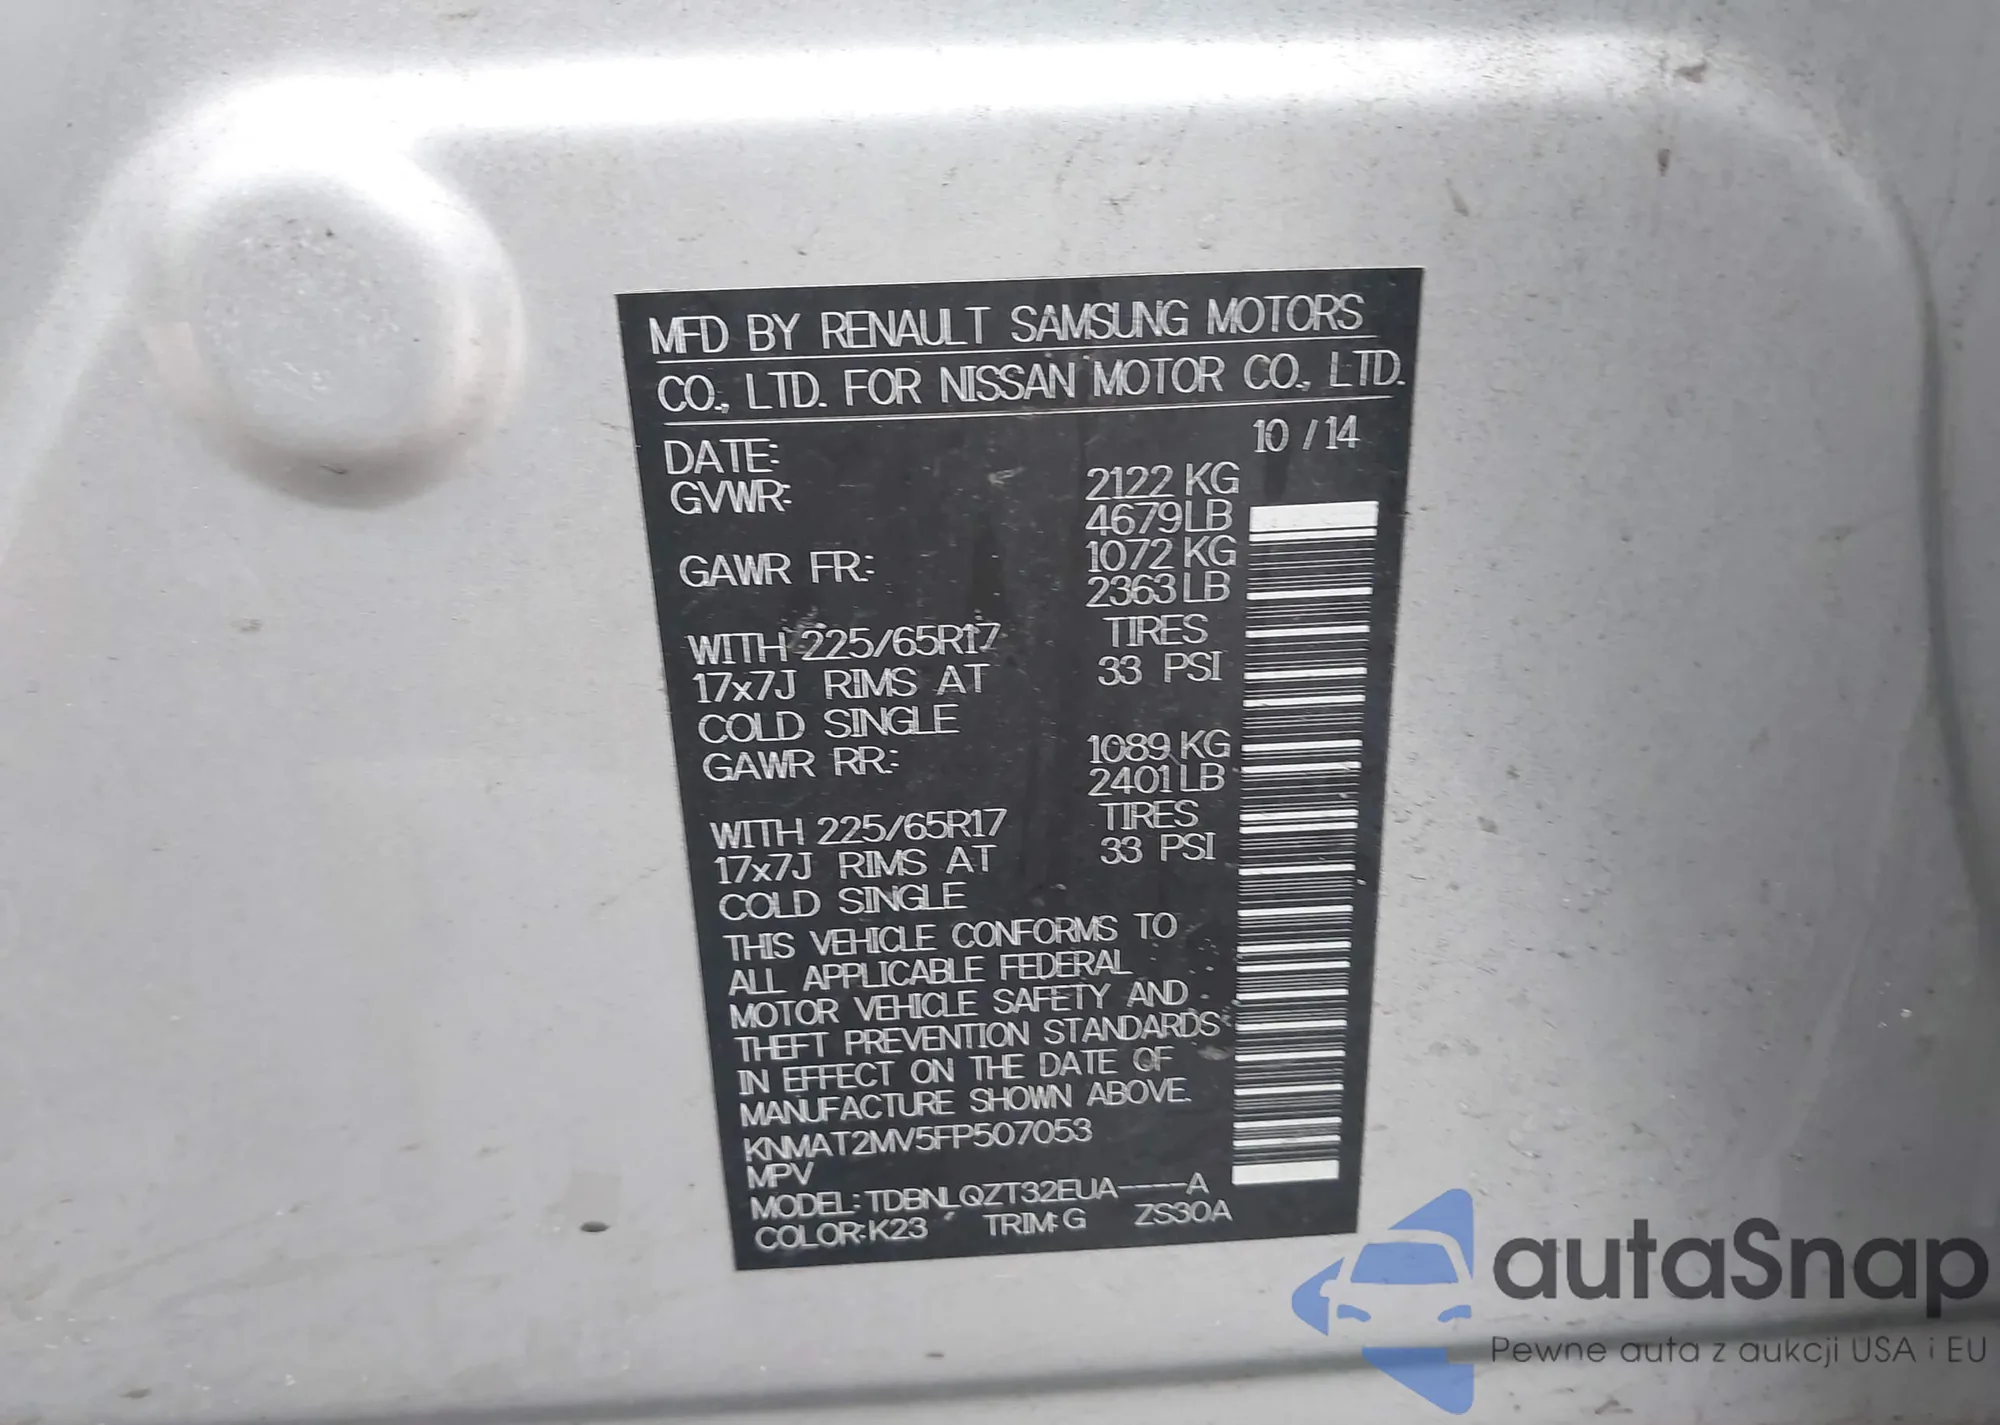 MFD BY RENAULT SAMSUNG MOTORS
CO., LTD. FOR NISSAN MOTOR CO., LTD.
DATE: 10 / 14
GVWR: 2122 KG
4679 LB
GAWR FR: 1072 KG
2363 LB
WITH 225/65R17 TIRES
17x7J RIMS AT 33 PSI
COLD SINGLE
GAWR RR: 1089 KG
2401 LB
WITH 225/65R17 TIRES
17x7J RIMS AT 33 PSI
COLD SINGLE
THIS VEHICLE CONFORMS TO
ALL APPLICABLE FEDERAL
MOTOR VEHICLE SAFETY AND
THEFT PREVENTION STANDARDS
IN EFFECT ON THE DATE OF
MANUFACTURE SHOWN ABOVE.
KNMAT2MV5FP507053
MPV
MODEL: TDBNLQZT32EUA----A
COLOR: K23 TRIM: G ZS30A
autaSnap
Pewne auta z aukcji USA i EU